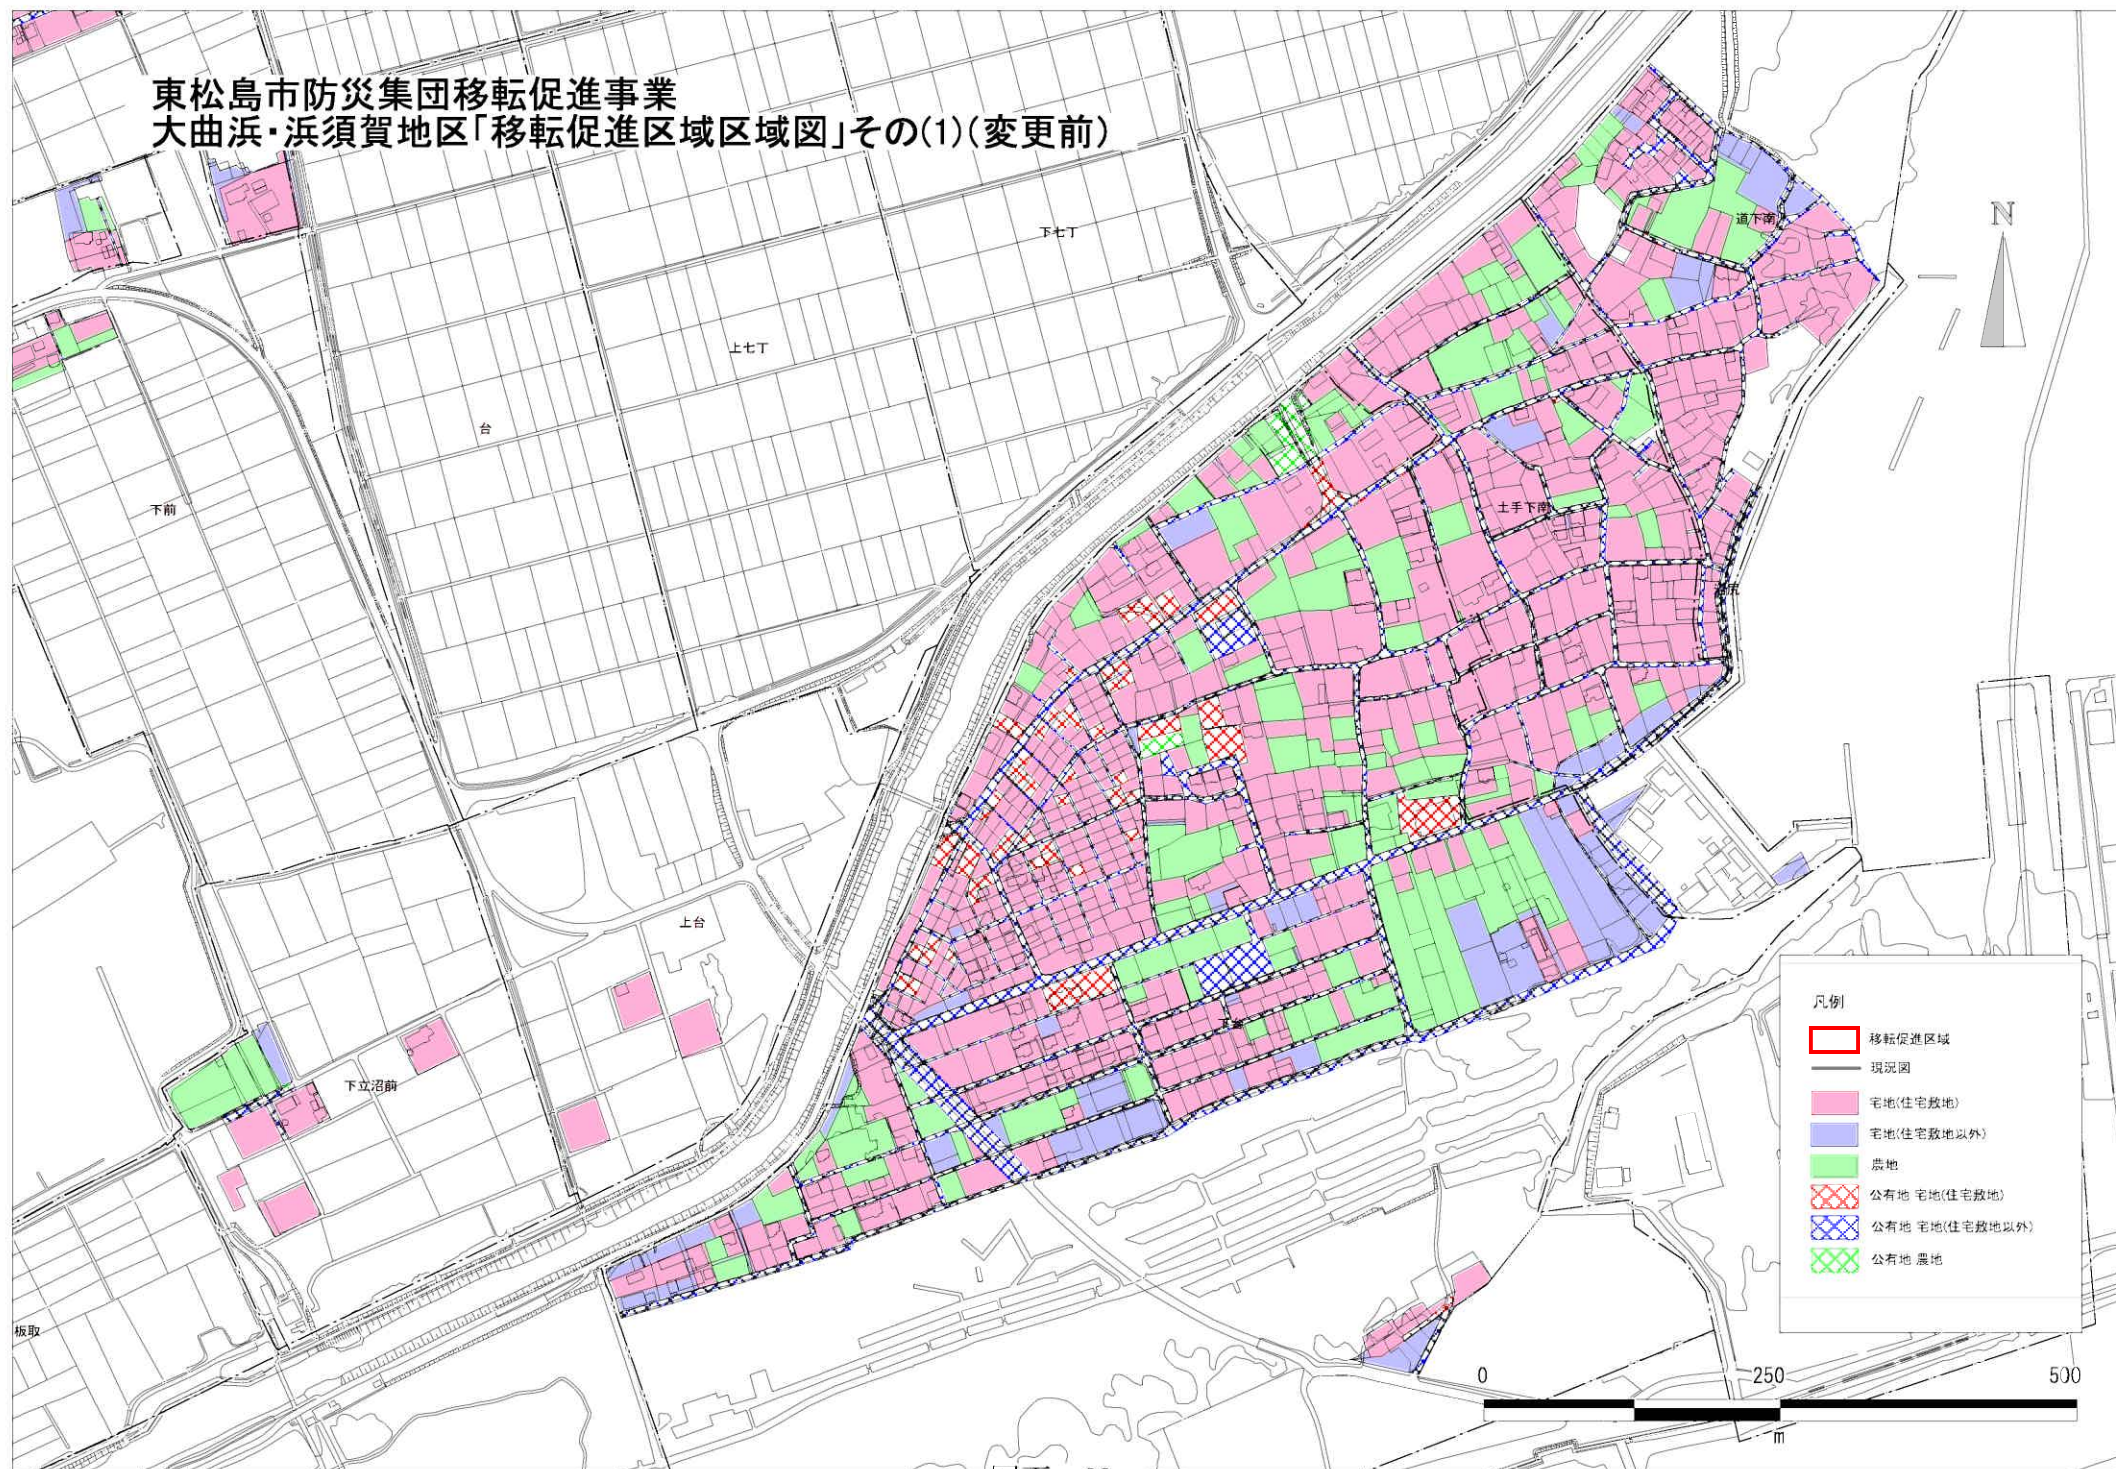 東松島市防災集団移転促進事業
大曲浜・浜須賀地区「移転促進区域区域図」その(1)(変更前)
道下南
N
下七丁
上七丁
台
下前
土手下南
上台
下立沼前
板取
凡例
移転促進区域
現況図
宅地(住宅敷地)
宅地(住宅敷地以外)
農地
公有地 宅地(住宅敷地)
公有地 宅地(住宅敷地以外)
公有地 農地
0 250 500
m